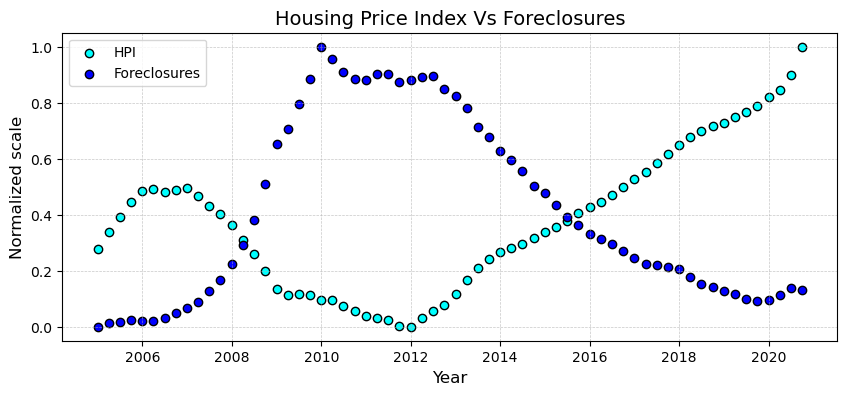 Housing Price Index Vs Foreclosures
HPI
Foreclosures
Normalized scale
1.0
0.8
0.6
0.4
0.2
0.0
2006 2008 2010 2012 2014 2016 2018 2020
Year